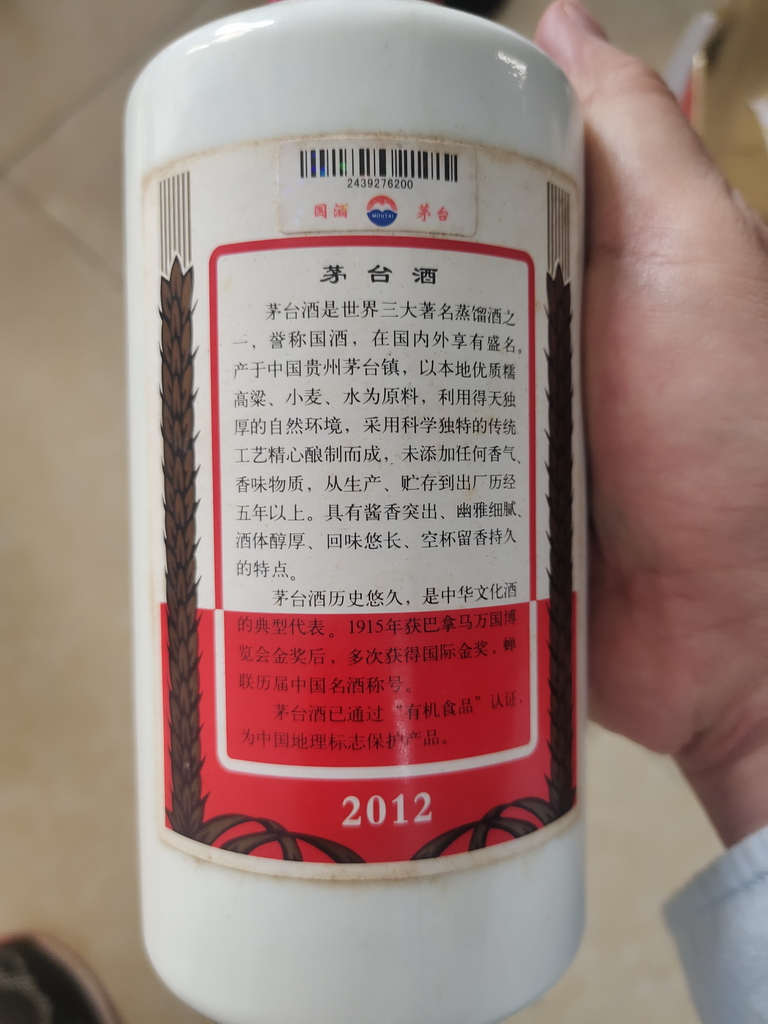 2439276200
国酒 MOUTAI 茅台
茅台酒
茅台酒是世界三大著名蒸馏酒之
一，誉称国酒，在国内外享有盛名。
产于中国贵州茅台镇，以本地优质糯
高粱、小麦、水为原料，利用得天独
厚的自然环境，采用科学独特的传统
工艺精心酿制而成，未添加任何香气、
香味物质，从生产、贮存到出厂历经
五年以上。具有酱香突出、幽雅细腻、
酒体醇厚、回味悠长、空杯留香持久
的特点。
茅台酒历史悠久，是中华文化酒
的典型代表。1915年获巴拿马万国博
览会金奖后，多次获得国际金奖，蝉
联历届中国名酒称号。
茅台酒已通过“有机食品”认证，
为中国地理标志保护产品。
2012